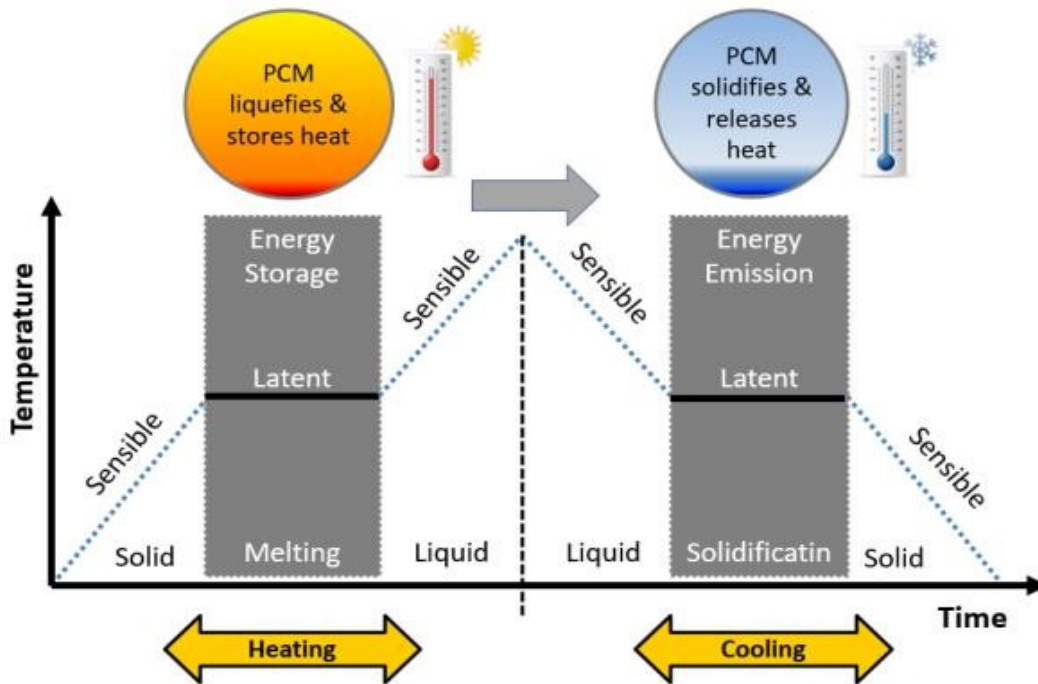 PCM
liquefies &
stores heat
PCM
solidifies &
releases
heat
Energy
Storage
Energy
Emission
Sensible
Sensible
Latent
Latent
Sensible
Sensible
Temperature
Solid
Melting
Liquid
Liquid
Solidificatin
Solid
Time
Heating
Cooling